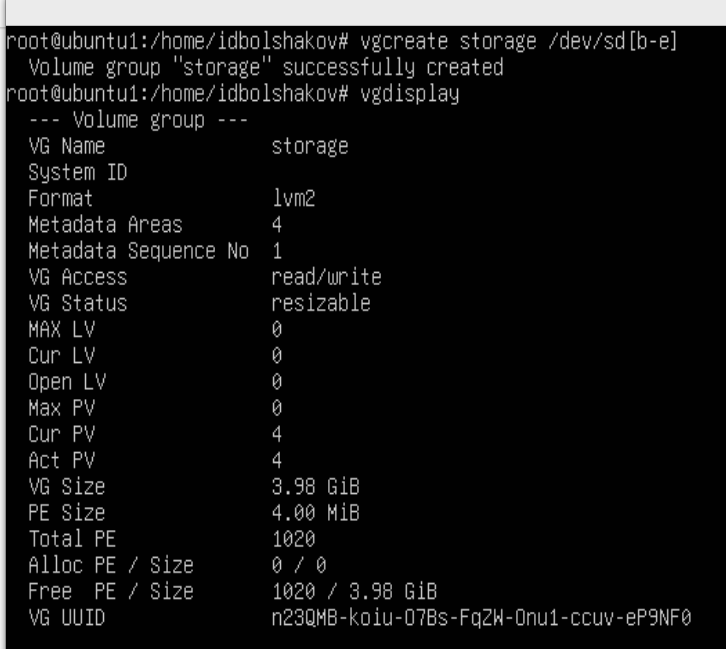 root@ubuntu1:/home/idbolshakov# vgcreate storage /dev/sd[b-e]
  Volume group "storage" successfully created
root@ubuntu1:/home/idbolshakov# vgdisplay
  --- Volume group ---
  VG Name               storage
  System ID
  Format                lvm2
  Metadata Areas        4
  Metadata Sequence No  1
  VG Access             read/write
  VG Status             resizable
  MAX LV                0
  Cur LV                0
  Open LV               0
  Max PV                0
  Cur PV                4
  Act PV                4
  VG Size               3.98 GiB
  PE Size               4.00 MiB
  Total PE              1020
  Alloc PE / Size       0 / 0
  Free  PE / Size       1020 / 3.98 GiB
  VG UUID               n23QMB-koiu-O7Bs-FqZW-Onu1-ccuv-eP9NF0